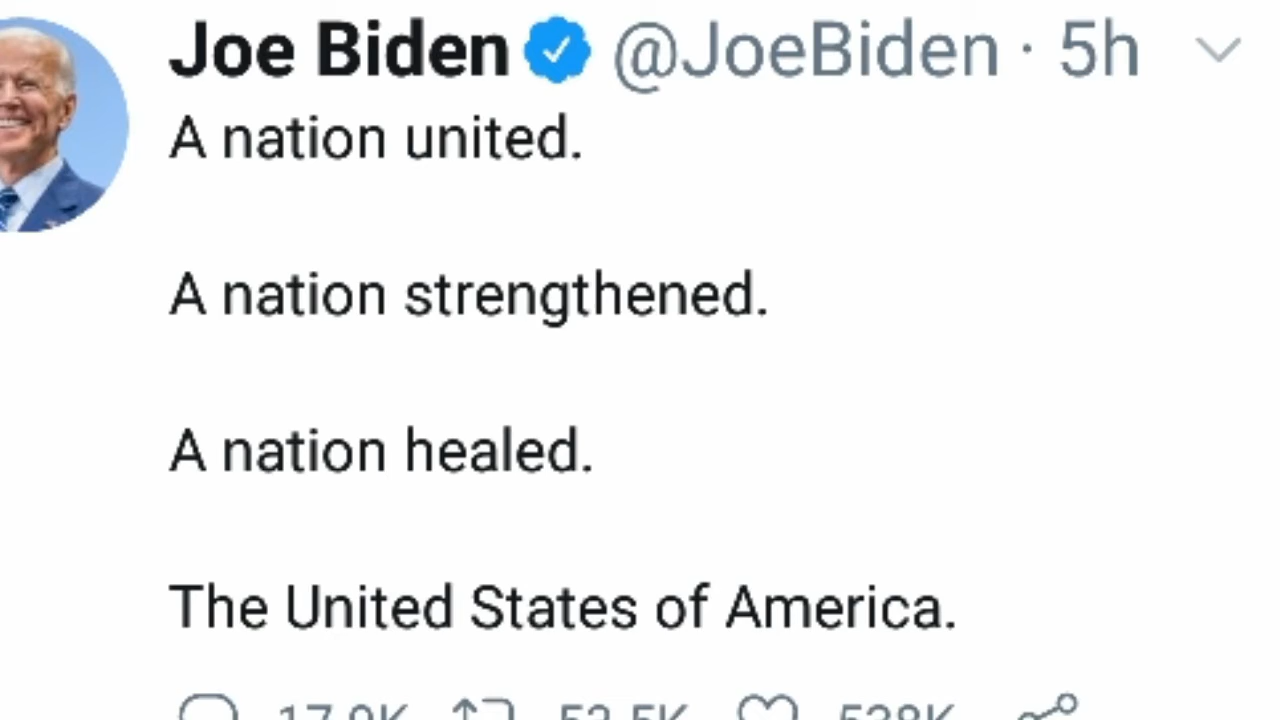 Joe Biden @JoeBiden · 5h
A nation united.
A nation strengthened.
A nation healed.
The United States of America.